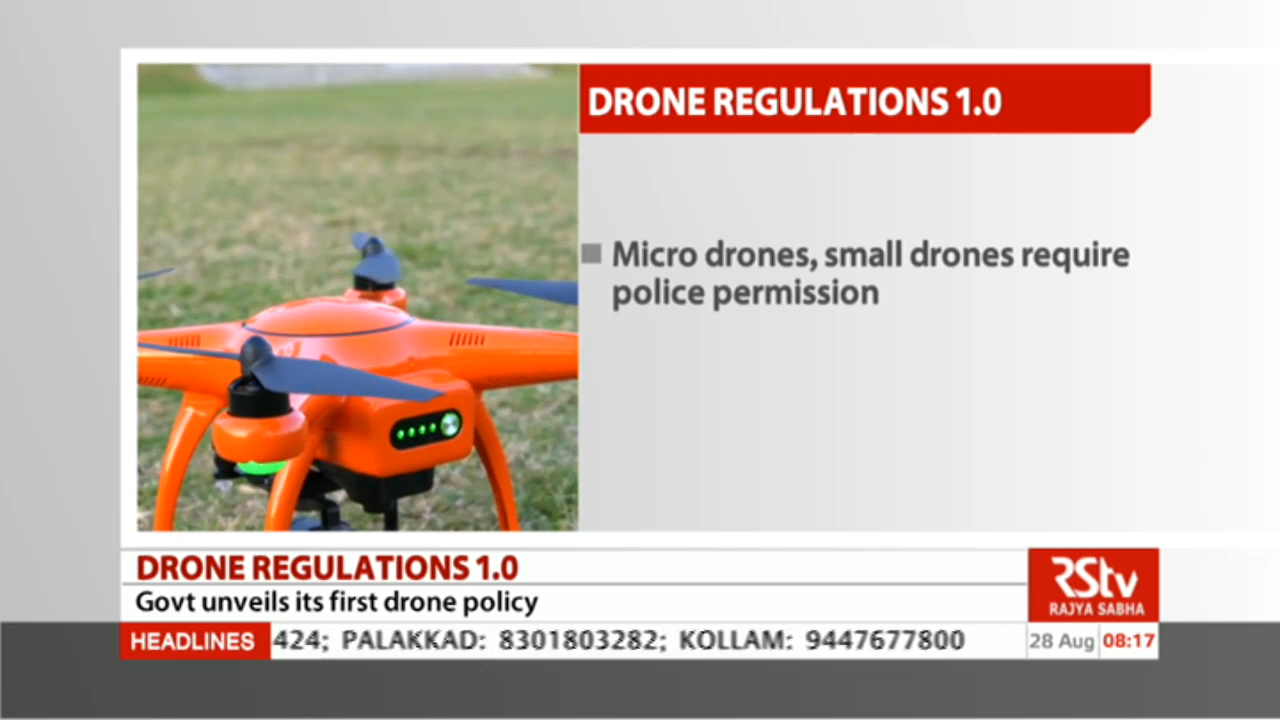 DRONE REGULATIONS 1.0
Micro drones, small drones require
police permission
DRONE REGULATIONS 1.0
Govt unveils its first drone policy
RStv
RAJYA SABHA
HEADLINES
424; PALAKKAD: 8301803282; KOLLAM: 9447677800
28 Aug 08:17